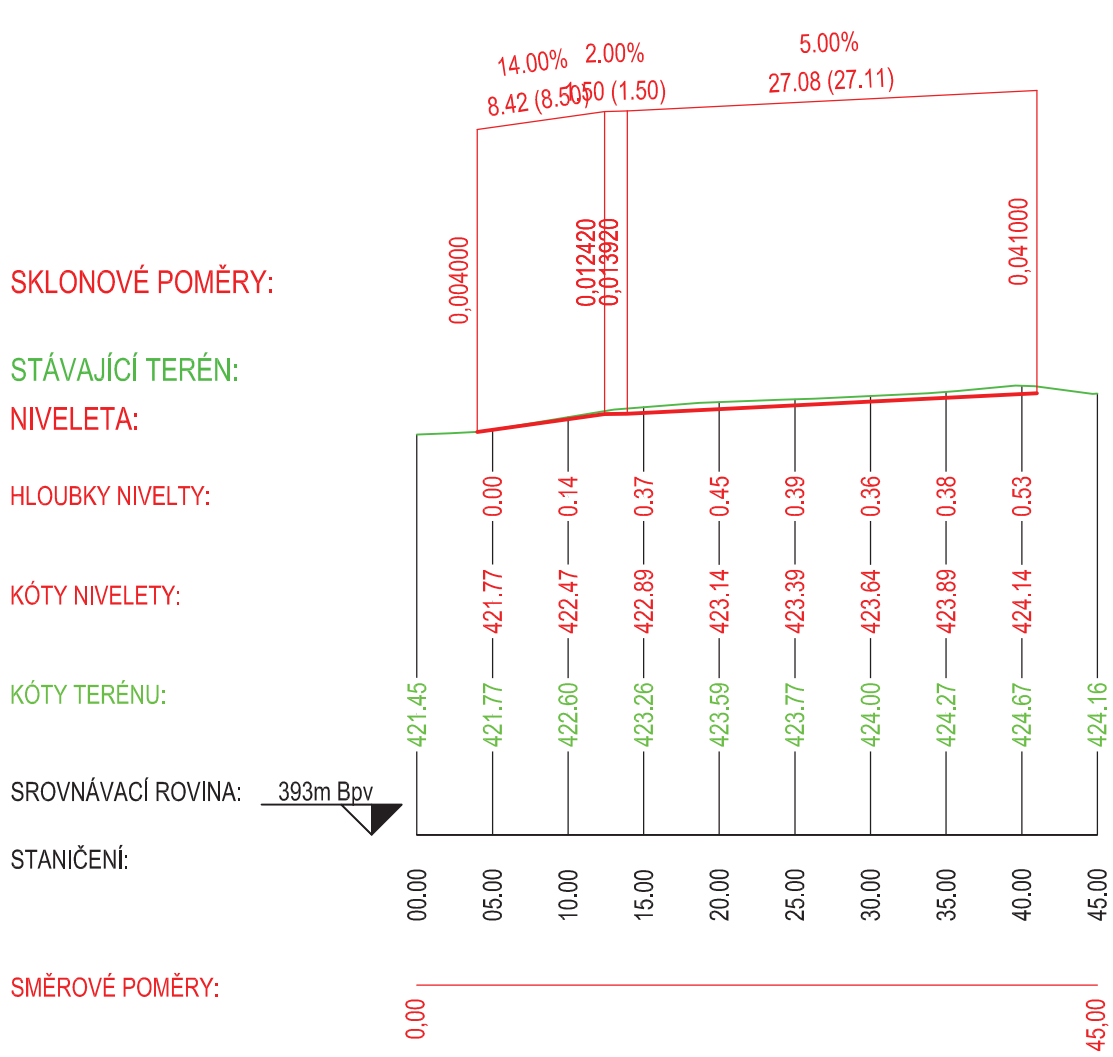 14.00% 2.00% 5.00%
8.42 (8.50) 1.50 (1.50) 27.08 (27.11)
0,004000 0,012420 0,013920 0,041000
SKLONOVÉ POMĚRY:
STÁVAJÍCÍ TERÉN:
NIVELETA:
HLOUBKY NIVELTY: 0.00 0.14 0.37 0.45 0.39 0.36 0.38 0.53
KÓTY NIVELETY: 421.77 422.47 422.89 423.14 423.39 423.64 423.89 424.14
KÓTY TERÉNU: 421.45 421.77 422.60 423.26 423.59 423.77 424.00 424.27 424.67 424.16
SROVNÁVACÍ ROVINA: 393m Bpv
STANIČENÍ: 00.00 05.00 10.00 15.00 20.00 25.00 30.00 35.00 40.00 45.00
SMĚROVÉ POMĚRY: 0,00 45,00